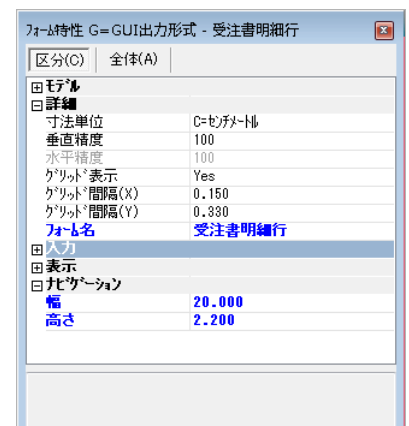 ﾌｫｰﾑ特性 G=GUI出力形式 - 受注書明細行
区分(C) 全体(A)
ﾓﾃﾞﾙ
詳細
寸法単位 C=ｾﾝﾁﾒｰﾄﾙ
垂直精度 100
水平精度 100
ｸﾞﾘｯﾄﾞ表示 Yes
ｸﾞﾘｯﾄﾞ間隔(X) 0.150
ｸﾞﾘｯﾄﾞ間隔(Y) 0.330
ﾌｫｰﾑ名 受注書明細行
入力
表示
ﾅﾋﾞｹﾞｰｼｮﾝ
幅 20.000
高さ 2.200